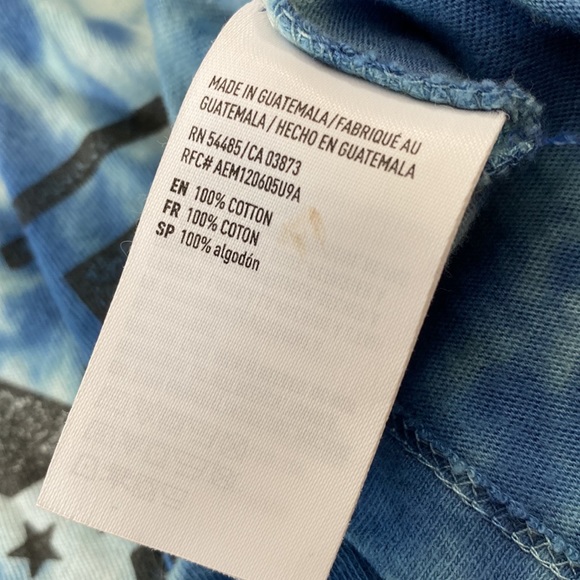 MADE IN GUATEMALA/FABRIQUÉ AU
GUATEMALA/HECHO EN GUATEMALA
RN 54485/CA 03873
RFC# AEM120605U9A
EN 100% COTTON
FR 100% COTON
SP 100% algodón